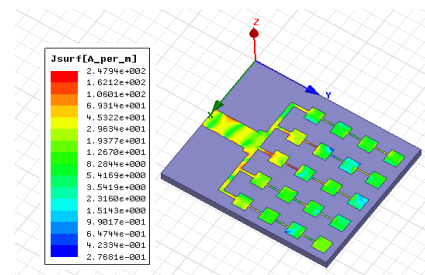 Z
Jsurf[A_per_m]
2.4794e+002
1.6212e+002
1.0601e+002
6.9314e+001
4.5322e+001
2.9634e+001
1.9377e+001
1.2670e+001
8.2844e+000
5.4169e+000
3.5419e+000
2.3160e+000
1.5143e+000
9.9017e-001
6.4744e-001
4.2334e-001
2.7681e-001
Y
X